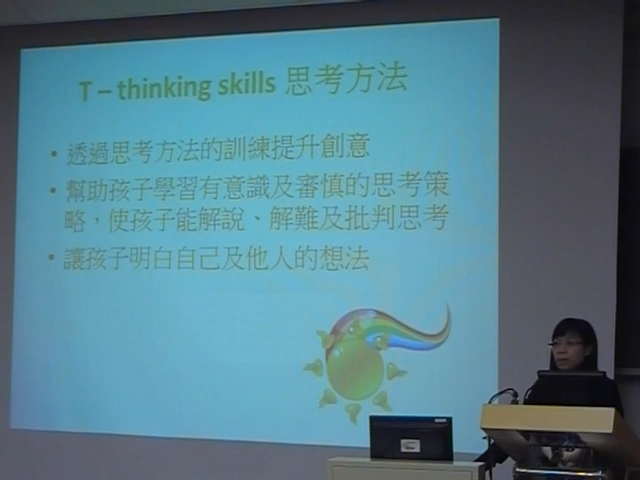 T – thinking skills 思考方法
• 透過思考方法的訓練提升創意
• 幫助孩子學習有意識及審慎的思考策
略，使孩子能解說、解難及批判思考
• 讓孩子明白自己及他人的想法